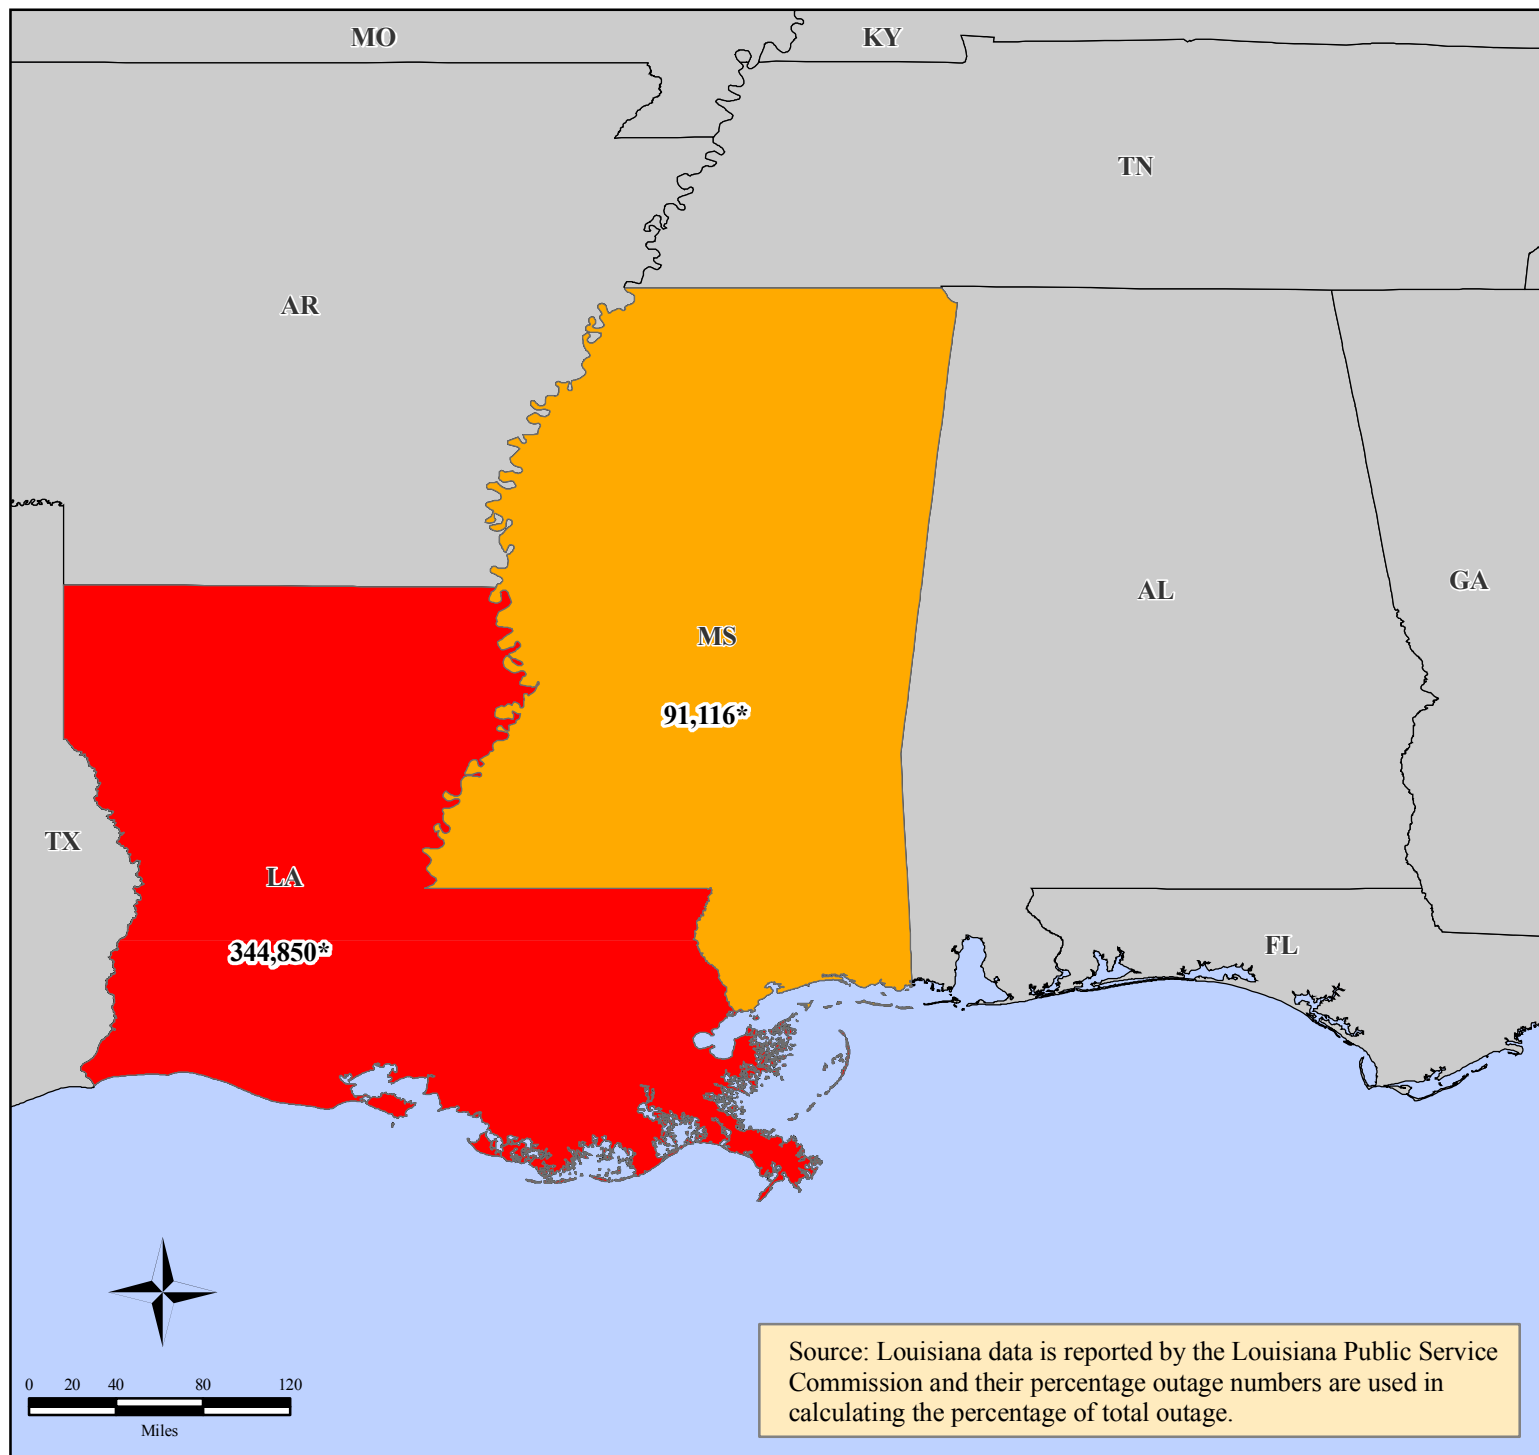 MO
KY
TN
AR
AL
GA
MS
91,116*
TX
LA
344,850*
FL
0 20 40 80 120
Miles
Source: Louisiana data is reported by the Louisiana Public Service
Commission and their percentage outage numbers are used in
calculating the percentage of total outage.